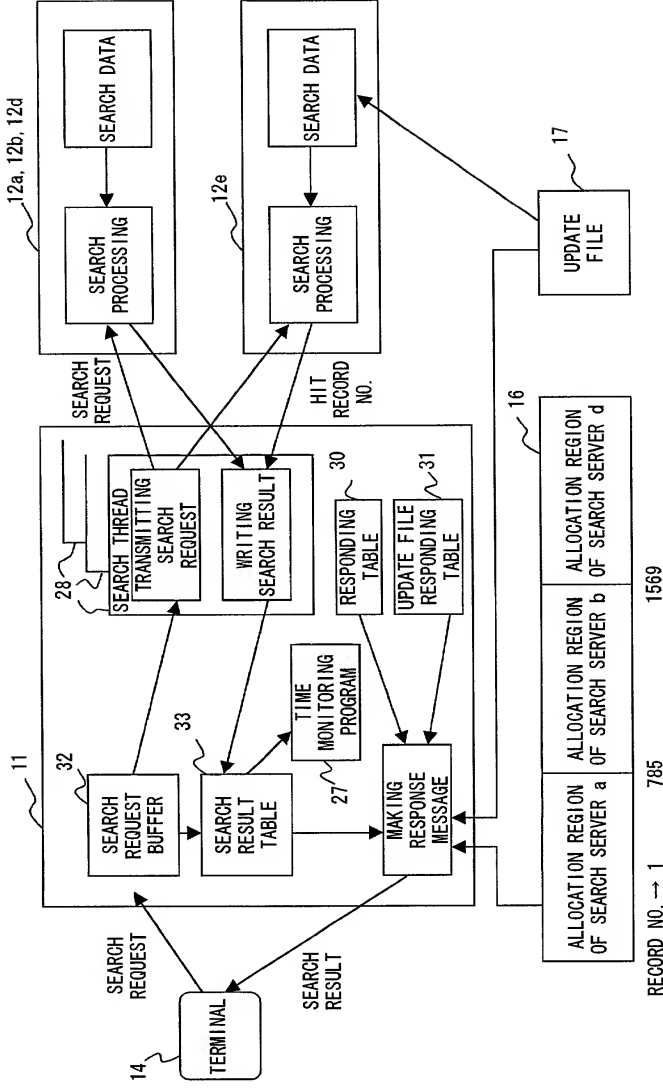 14
TERMINAL
SEARCH
REQUEST
SEARCH
RESULT
11
32
SEARCH
REQUEST
BUFFER
33
SEARCH
RESULT
TABLE
TIME
MONITORING
PROGRAM
27
MAKING
RESPONSE
MESSAGE
28
SEARCH THREAD
TRANSMITTING
SEARCH
REQUEST
WRITING
SEARCH RESULT
30
RESPONDING
TABLE
31
UPDATE FILE
RESPONDING
TABLE
SEARCH
REQUEST
HIT
RECORD
NO.
12a, 12b, 12d
SEARCH
PROCESSING
SEARCH DATA
12e
SEARCH
PROCESSING
SEARCH DATA
17
UPDATE
FILE
16
ALLOCATION REGION
OF SEARCH SERVER a
ALLOCATION REGION
OF SEARCH SERVER b
ALLOCATION REGION
OF SEARCH SERVER d
RECORD NO. → 1
785
1569